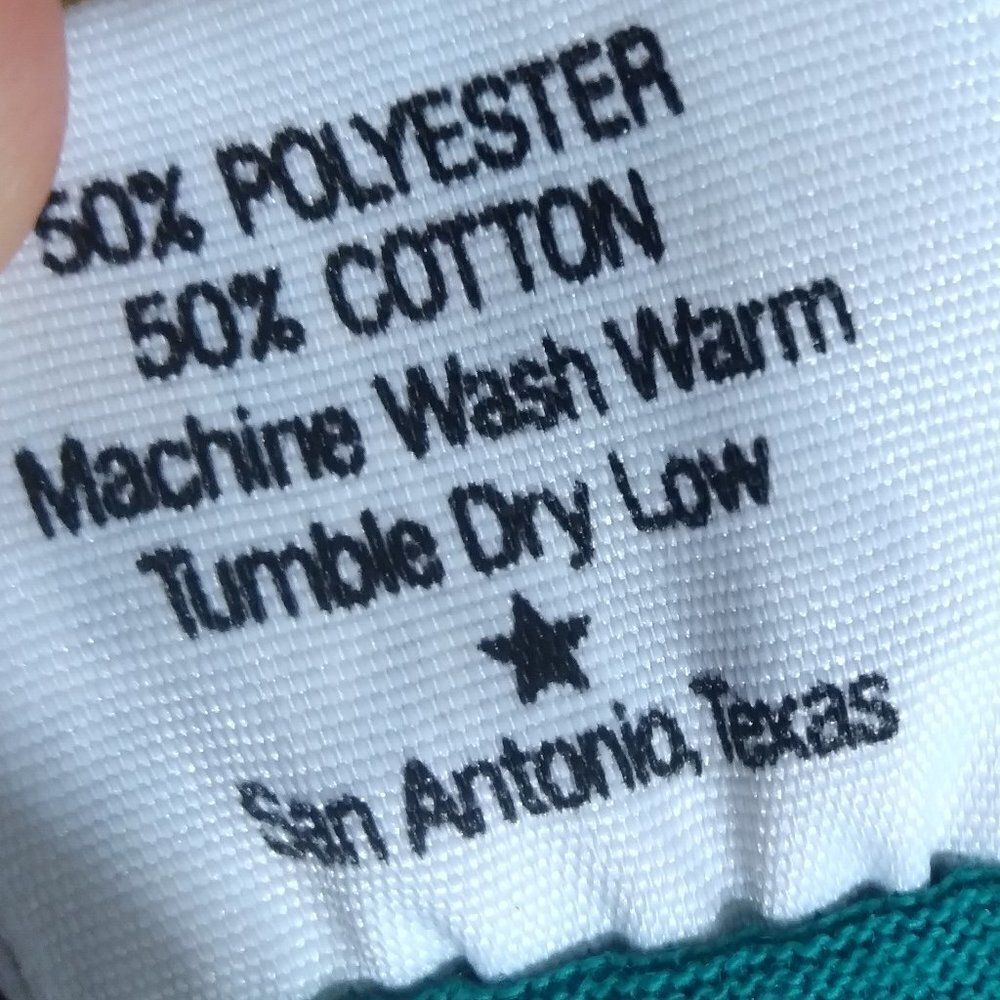 50% POLYESTER
50% COTTON
Machine Wash Warm
Tumble Dry Low
San Antonio, Texas